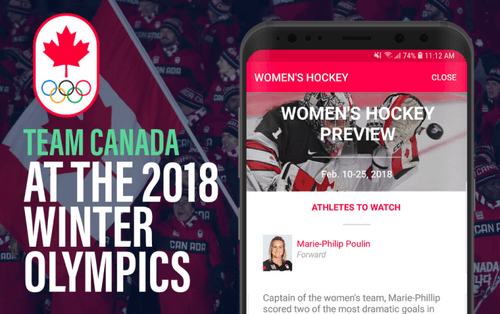 TEAM CANADA
AT THE 2018
WINTER
OLYMPICS
74% 11:12 AM
WOMEN'S HOCKEY CLOSE
WOMEN'S HOCKEY
PREVIEW
Feb. 10-25, 2018
ATHLETES TO WATCH
Marie-Philip Poulin
Forward
Captain of the women's team, Marie-Phillip
scored two of the most dramatic goals in